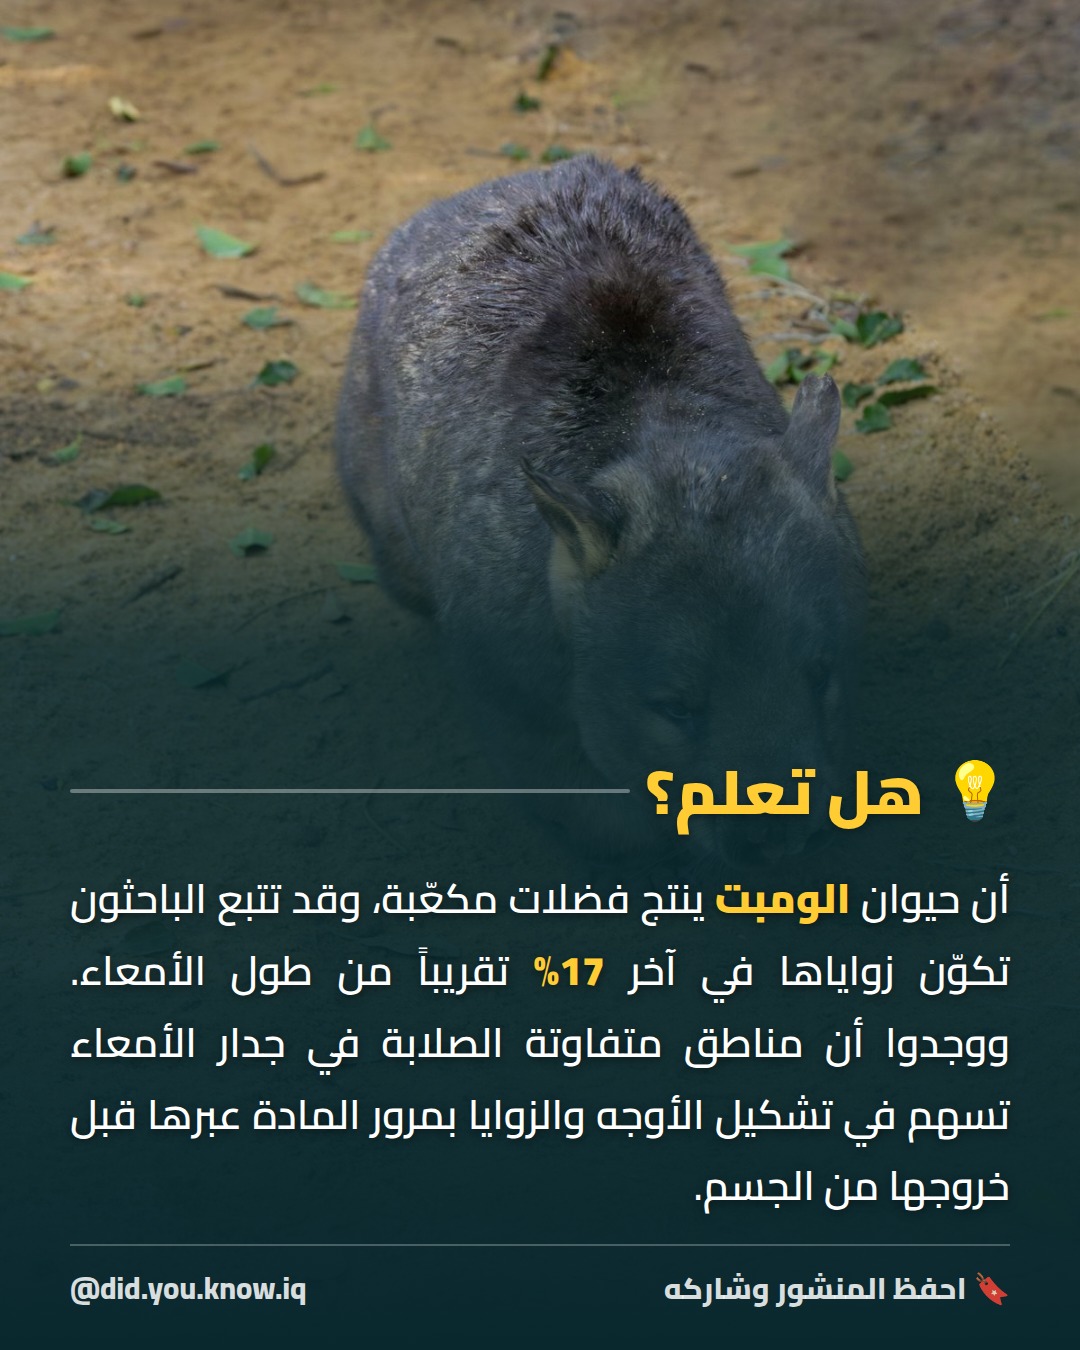 💡 هل تعلم؟
أن حيوان الومبت ينتج فضلات مكعّبة، وقد تتبع الباحثون
تكوّن زواياها في آخر 17% تقريباً من طول الأمعاء.
ووجدوا أن مناطق متفاوتة الصلابة في جدار الأمعاء
تسهم في تشكيل الأوجه والزوايا بمرور المادة عبرها قبل
خروجها من الجسم.
🔖 احفظ المنشور وشاركه
@did.you.know.iq